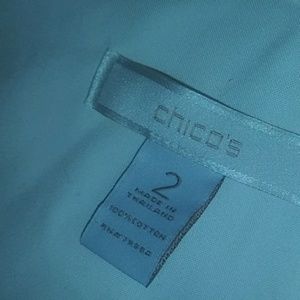 chico's
2
MADE IN
THAILAND
100% COTTON